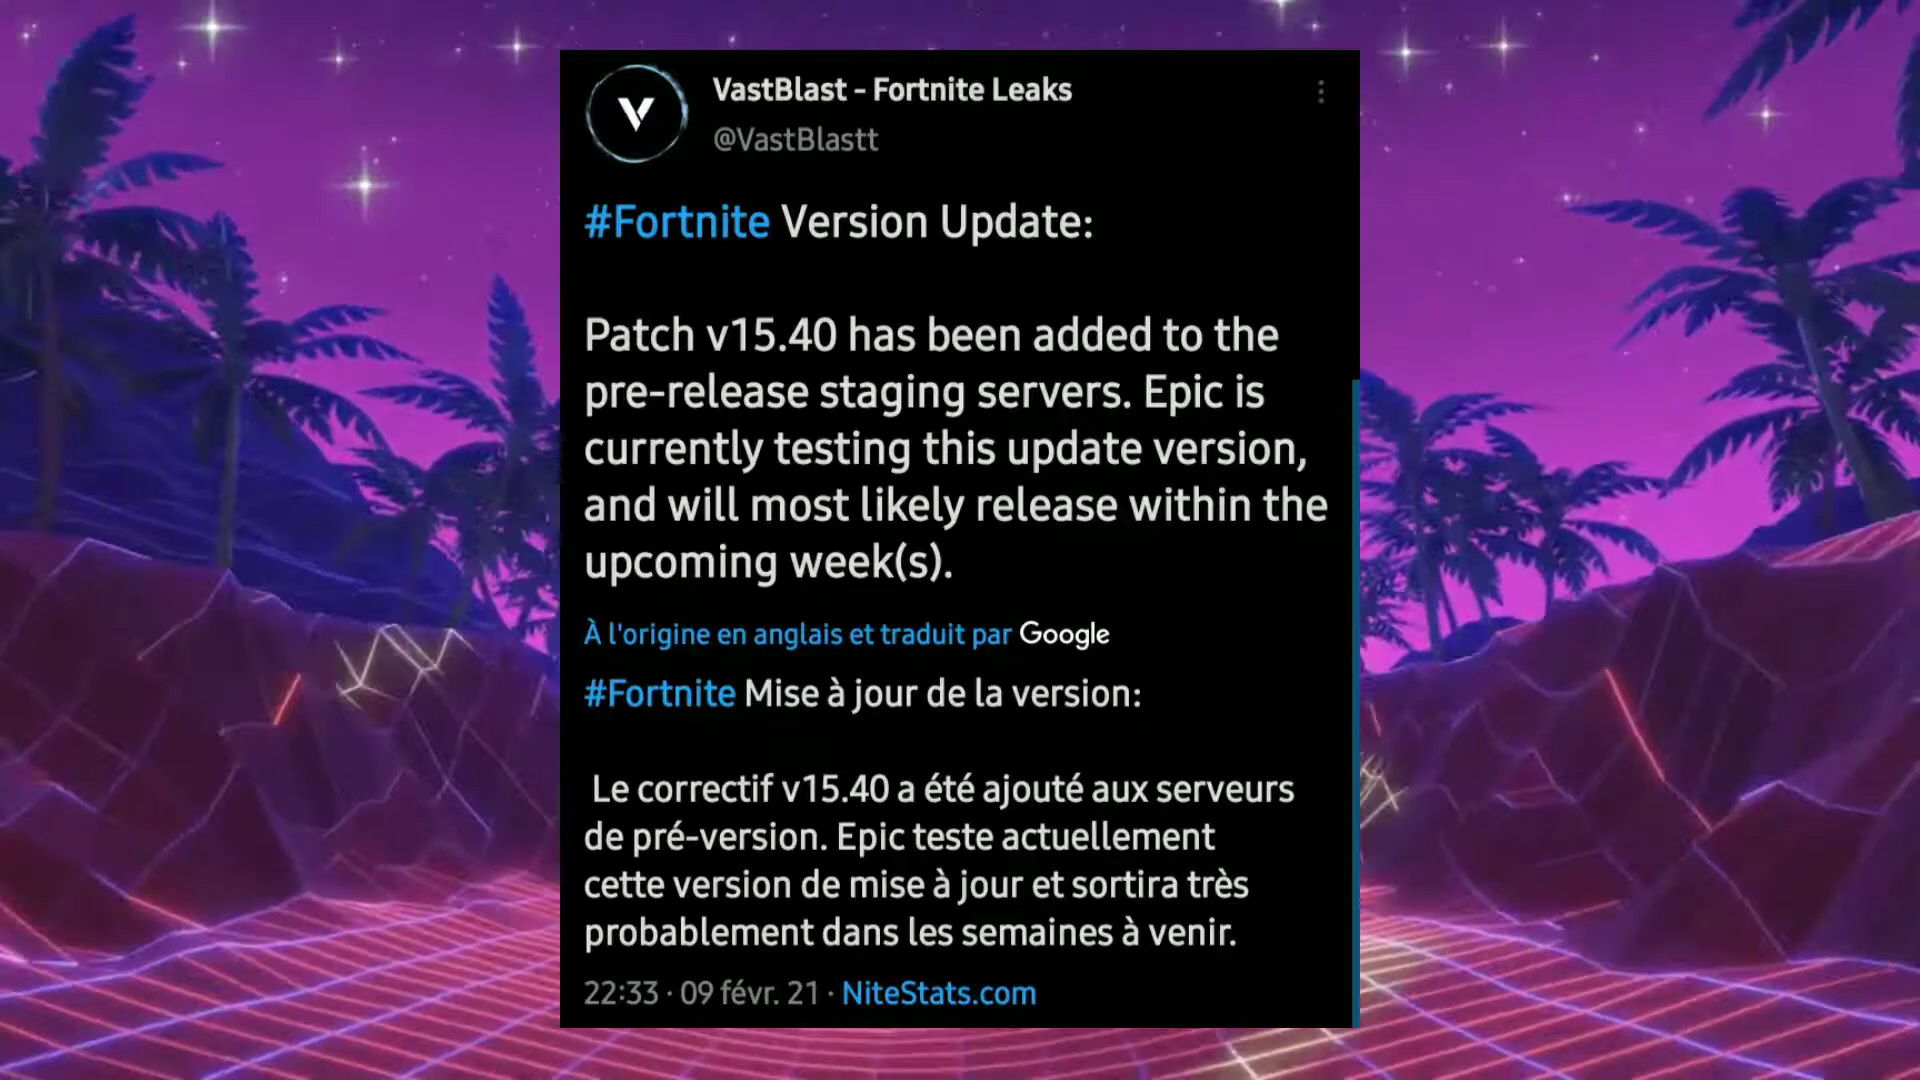 VastBlast - Fortnite Leaks
@VastBlastt
#Fortnite Version Update:
Patch v15.40 has been added to the
pre-release staging servers. Epic is
currently testing this update version,
and will most likely release within the
upcoming week(s).
À l'origine en anglais et traduit par Google
#Fortnite Mise à jour de la version:
Le correctif v15.40 a été ajouté aux serveurs
de pré-version. Epic teste actuellement
cette version de mise à jour et sortira très
probablement dans les semaines à venir.
22:33 · 09 févr. 21 · NiteStats.com